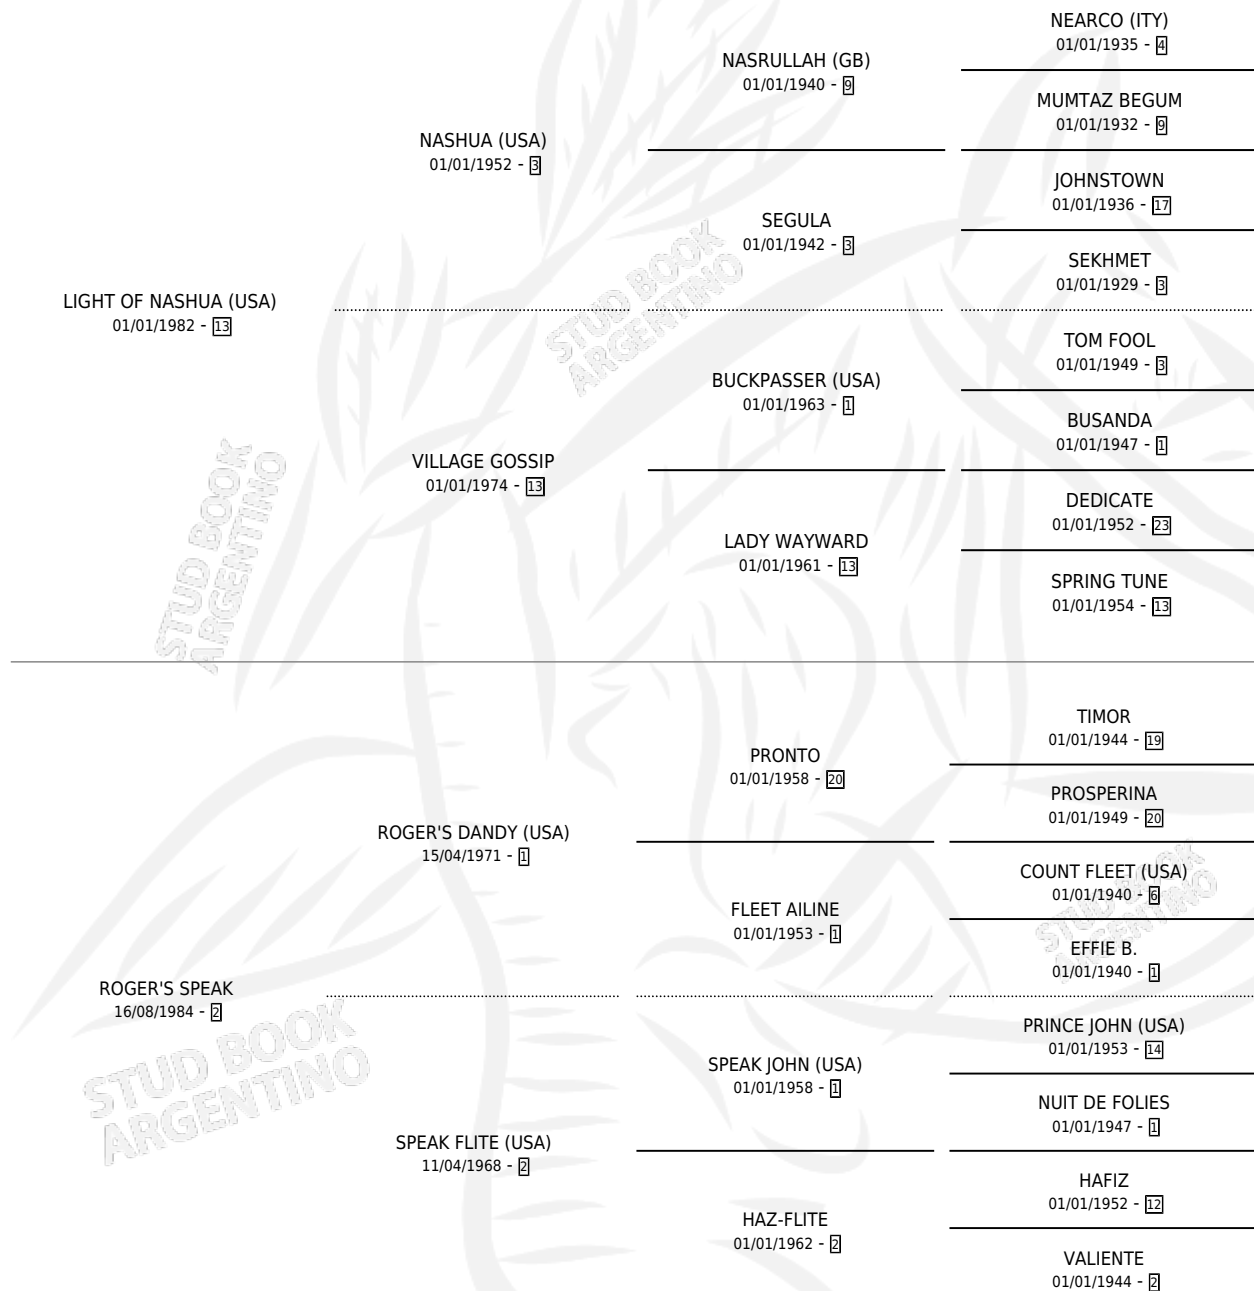 NEARCO (ITY)
01/01/1935 - 4
NASRULLAH (GB)
01/01/1940 - 9
MUMTAZ BEGUM
01/01/1932 - 9
NASHUA (USA)
01/01/1952 - 3
JOHNSTOWN
01/01/1936 - 17
SEGULA
01/01/1942 - 3
SEKHMET
01/01/1929 - 3
LIGHT OF NASHUA (USA)
01/01/1982 - 13
TOM FOOL
01/01/1949 - 3
BUCKPASSER (USA)
01/01/1963 - 1
BUSANDA
01/01/1947 - 1
VILLAGE GOSSIP
01/01/1974 - 13
DEDICATE
01/01/1952 - 23
LADY WAYWARD
01/01/1961 - 13
SPRING TUNE
01/01/1954 - 13
STUD BOOK
ARGENTINO
STUD BOOK
ARGENTINO
TIMOR
01/01/1944 - 19
PRONTO
01/01/1958 - 20
PROSPERINA
01/01/1949 - 20
ROGER'S DANDY (USA)
15/04/1971 - 1
COUNT FLEET (USA)
01/01/1940 - 6
FLEET AILINE
01/01/1953 - 1
EFFIE B.
01/01/1940 - 1
ROGER'S SPEAK
16/08/1984 - 2
PRINCE JOHN (USA)
01/01/1953 - 14
SPEAK JOHN (USA)
01/01/1958 - 1
NUIT DE FOLIES
01/01/1947 - 1
SPEAK FLITE (USA)
11/04/1968 - 2
HAFIZ
01/01/1952 - 12
HAZ-FLITE
01/01/1962 - 2
VALIENTE
01/01/1944 - 2
STUD BOOK
ARGENTINO
STUD BOOK
ARGENTINO